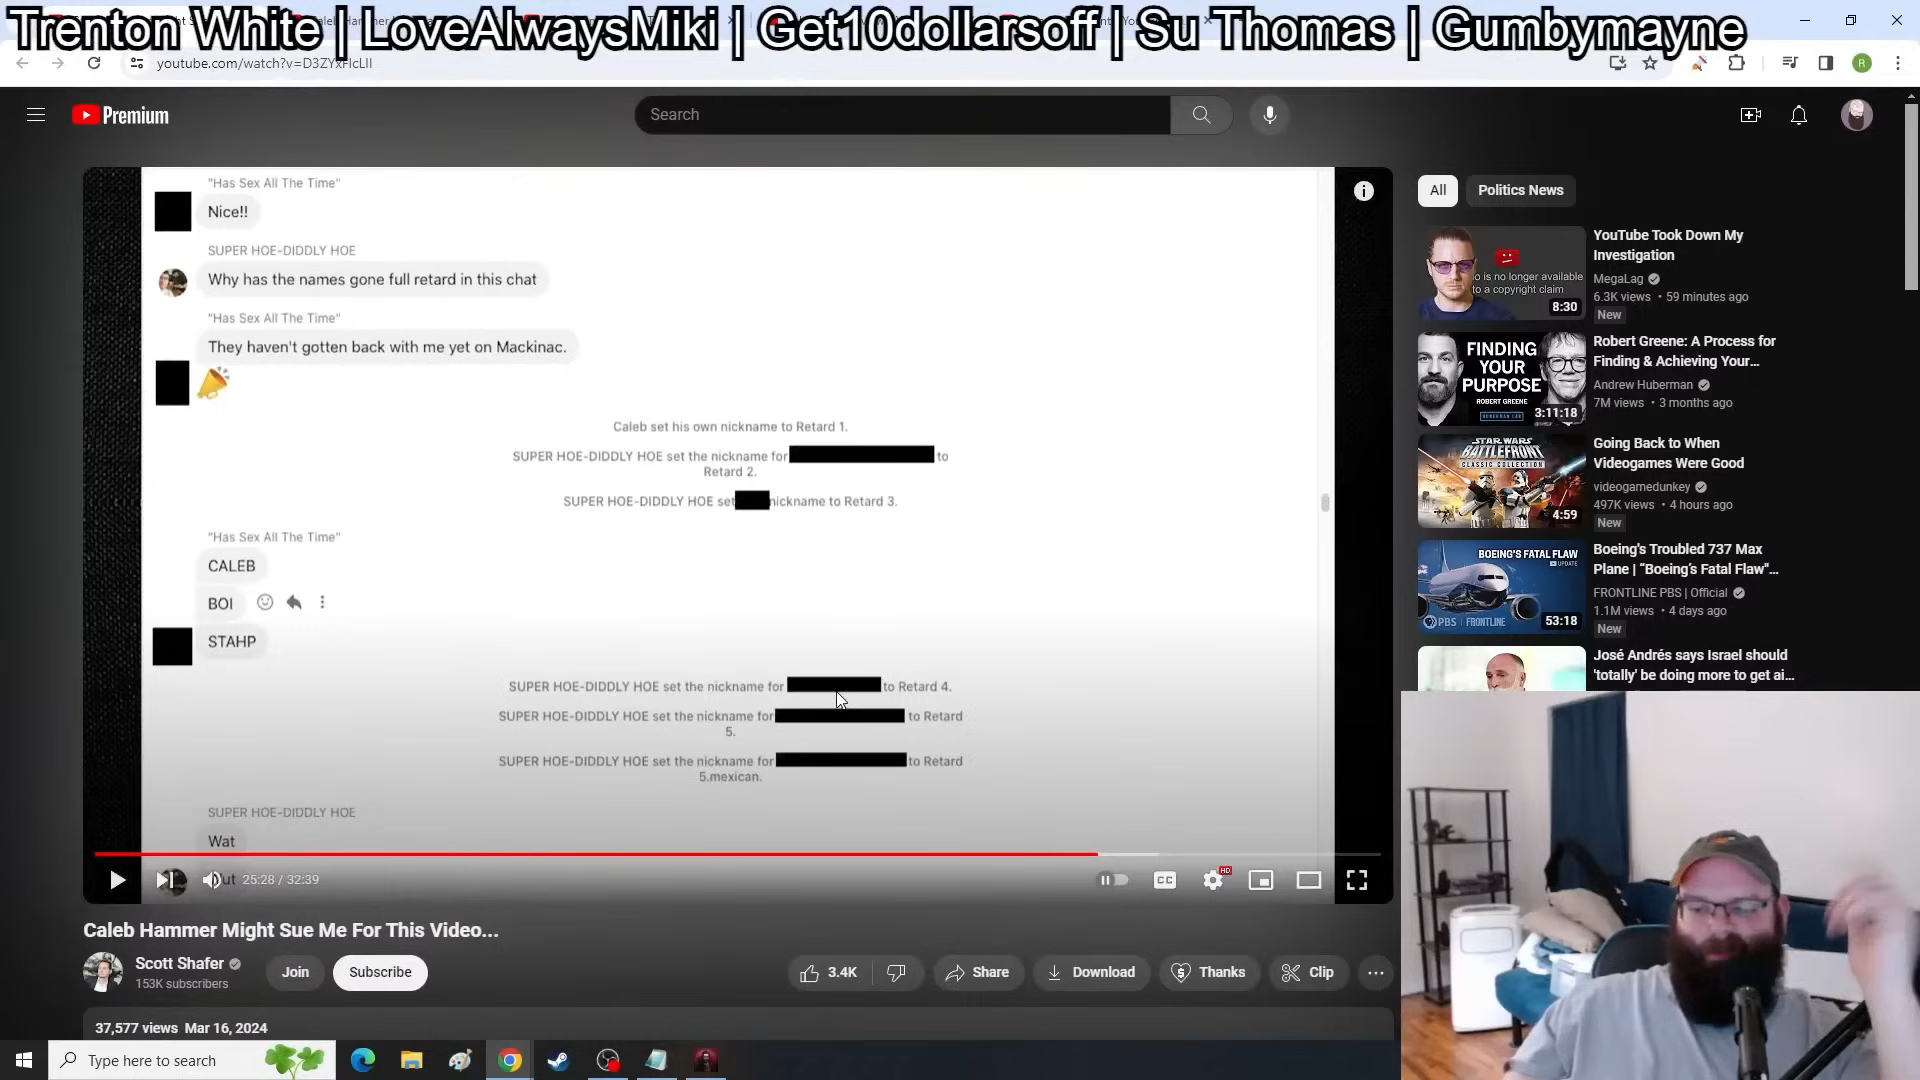 Trenton White | LoveAlwaysMiki | Get10dollarsoff | Su Thomas | Gumbymayne
youtube.com/watch?v=D3ZYxFIcLII
R
Premium
Search
"Has Sex All The Time"
Nice!!
SUPER HOE-DIDDLY HOE
Why has the names gone full retard in this chat
"Has Sex All The Time"
They haven't gotten back with me yet on Mackinac.
Caleb set his own nickname to Retard 1.
SUPER HOE-DIDDLY HOE set the nickname for to
Retard 2.
SUPER HOE-DIDDLY HOE set nickname to Retard 3.
"Has Sex All The Time"
CALEB
BOI
STAHP
SUPER HOE-DIDDLY HOE set the nickname for to Retard 4.
SUPER HOE-DIDDLY HOE set the nickname for to Retard
5.
SUPER HOE-DIDDLY HOE set the nickname for to Retard
5.mexican.
SUPER HOE-DIDDLY HOE
Wat
25:28 / 32:39
CC
HD
Caleb Hammer Might Sue Me For This Video...
Scott Shafer
153K subscribers
Join
Subscribe
3.4K
Share
Download
Thanks
Clip
37,577 views Mar 16, 2024
All
Politics News
YouTube Took Down My
Investigation
MegaLag
6.3K views • 59 minutes ago
New
o is no longer available
to a copyright claim
8:30
Robert Greene: A Process for
Finding & Achieving Your...
Andrew Huberman
7M views • 3 months ago
FINDING
YOUR
PURPOSE
ROBERT GREENE
HUBERMAN LAB
3:11:18
Going Back to When
Videogames Were Good
videogamedunkey
497K views • 4 hours ago
New
STAR WARS
BATTLEFRONT
CLASSIC COLLECTION
4:59
Boeing's Troubled 737 Max
Plane | "Boeing's Fatal Flaw"...
FRONTLINE PBS | Official
1.1M views • 4 days ago
New
BOEING'S FATAL FLAW
UPDATE
PBS | FRONTLINE
53:18
José Andrés says Israel should
'totally' be doing more to get ai...
Type here to search